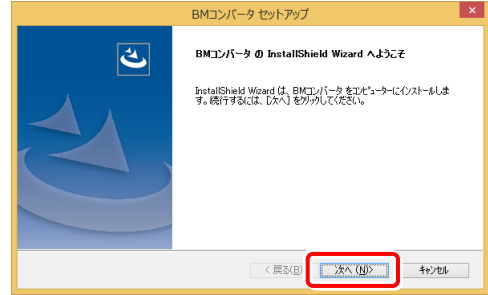 BMコンバータ セットアップ
BMコンバータ の InstallShield Wizard へようこそ
InstallShield Wizard は、BMコンバータ をコンピューターにインストールしま
す。続行するには、[次へ] をクリックしてください。
< 戻る(B)
次へ (N)>
キャンセル